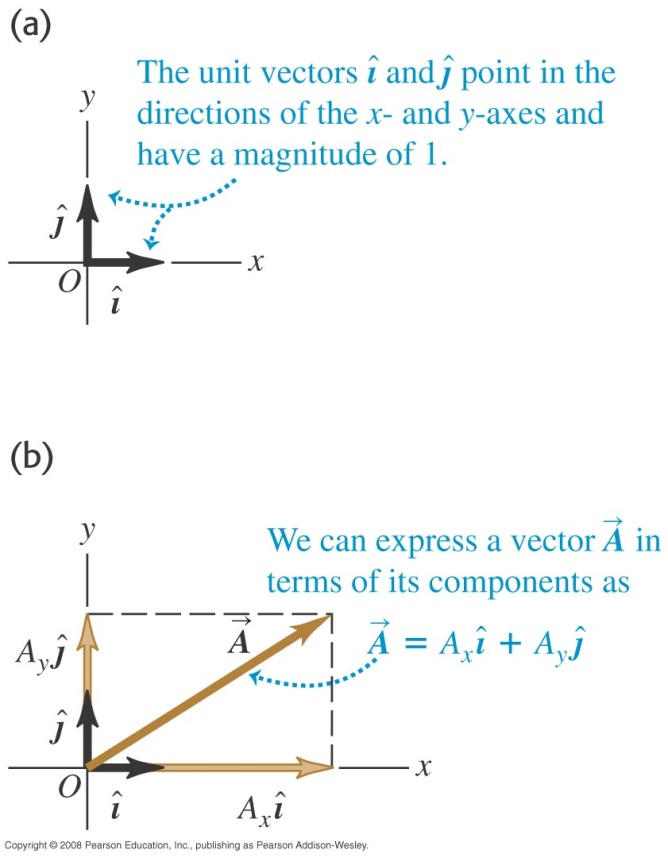 (a)
The unit vectors î and ĵ point in the
directions of the x- and y-axes and
have a magnitude of 1.
y
ĵ
O
x
î
(b)
y
We can express a vector A⃗ in
terms of its components as
A⃗ = Aₓî + A_yĵ
A⃗
A_yĵ
ĵ
O
x
î
Aₓî
Copyright © 2008 Pearson Education, Inc., publishing as Pearson Addison-Wesley.